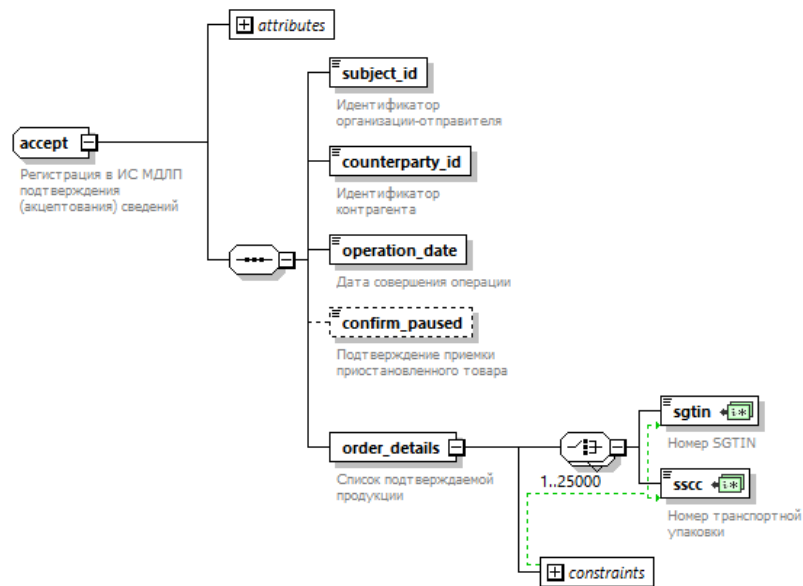 attributes
subject_id
Идентификатор
организации-отправителя
accept
Регистрация в ИС МДЛП
подтверждения
(акцептования) сведений
counterparty_id
Идентификатор
контрагента
operation_date
Дата совершения операции
confirm_paused
Подтверждение приемки
приостановленного товара
order_details
Список подтверждаемой
продукции
1..25000
sgtin
Номер SGTIN
sscc
Номер транспортной
упаковки
constraints